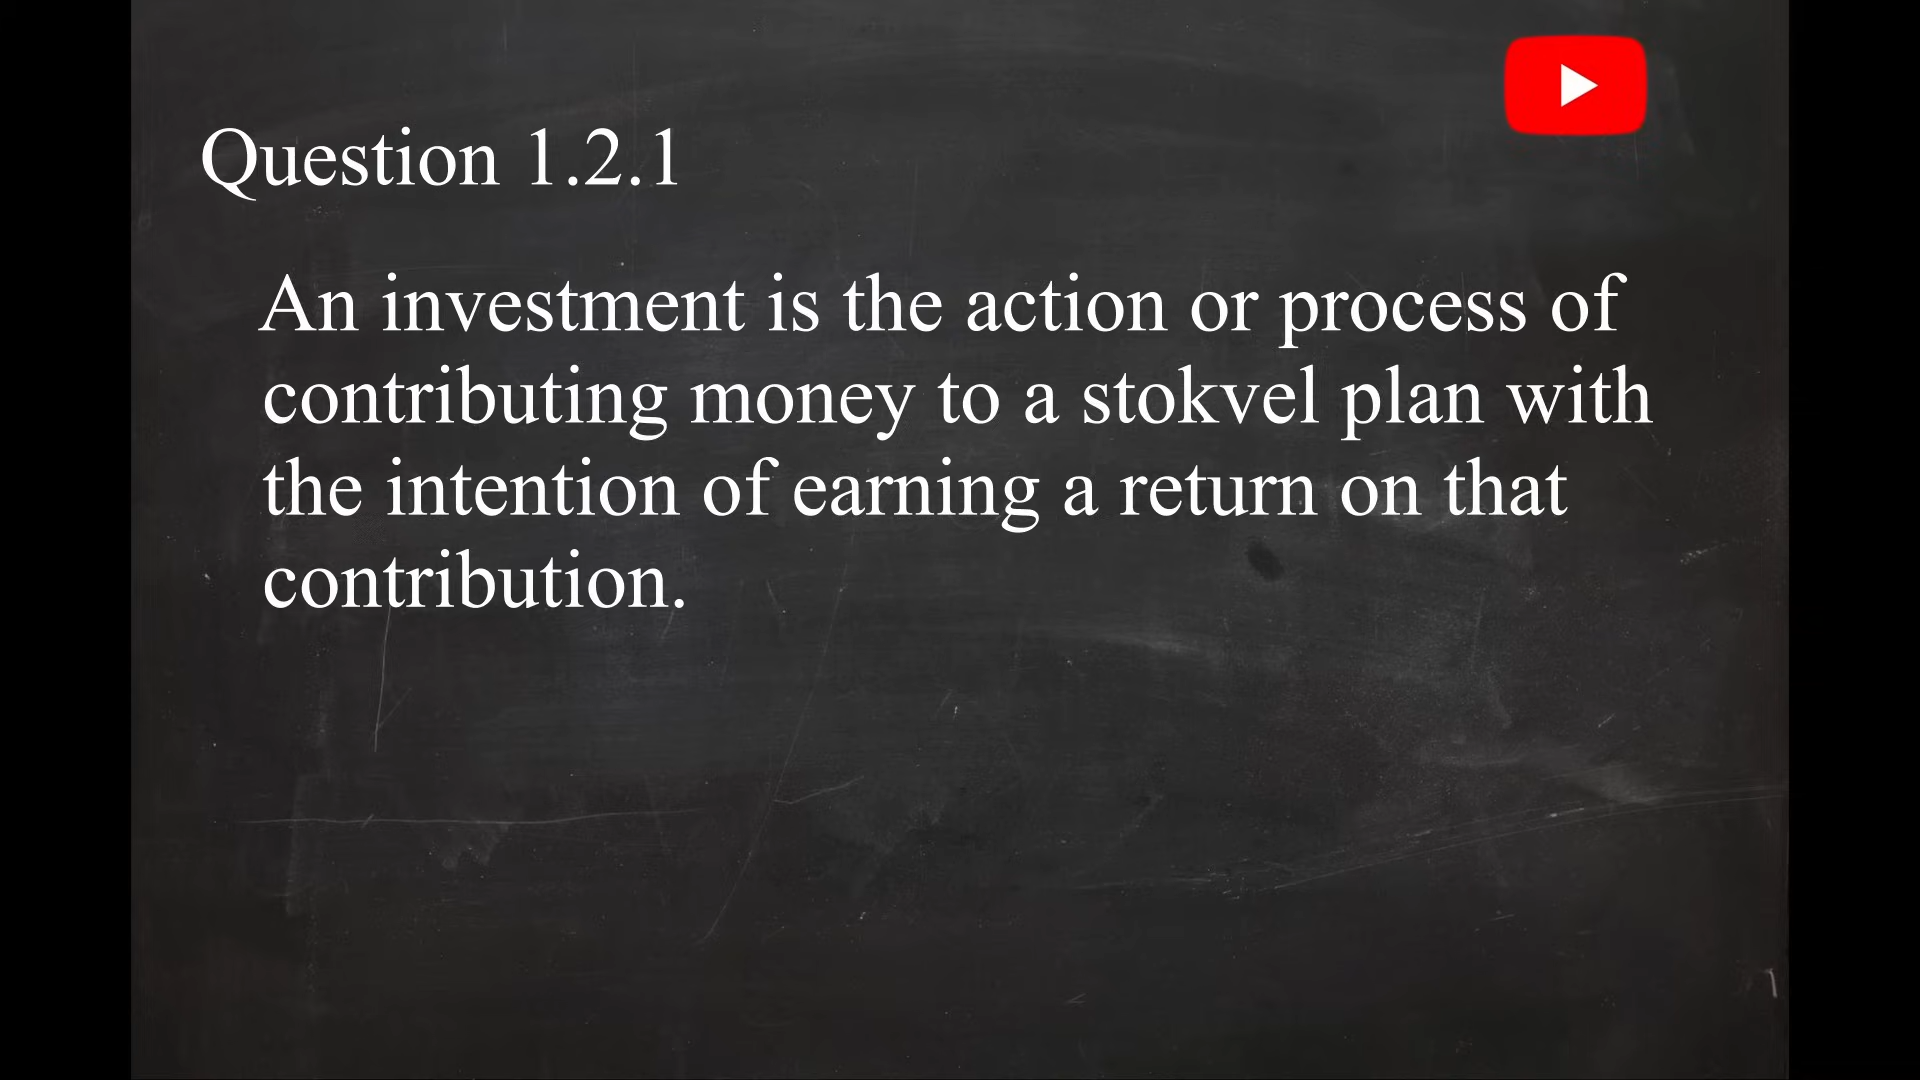 Question 1.2.1
An investment is the action or process of
contributing money to a stokvel plan with
the intention of earning a return on that
contribution.